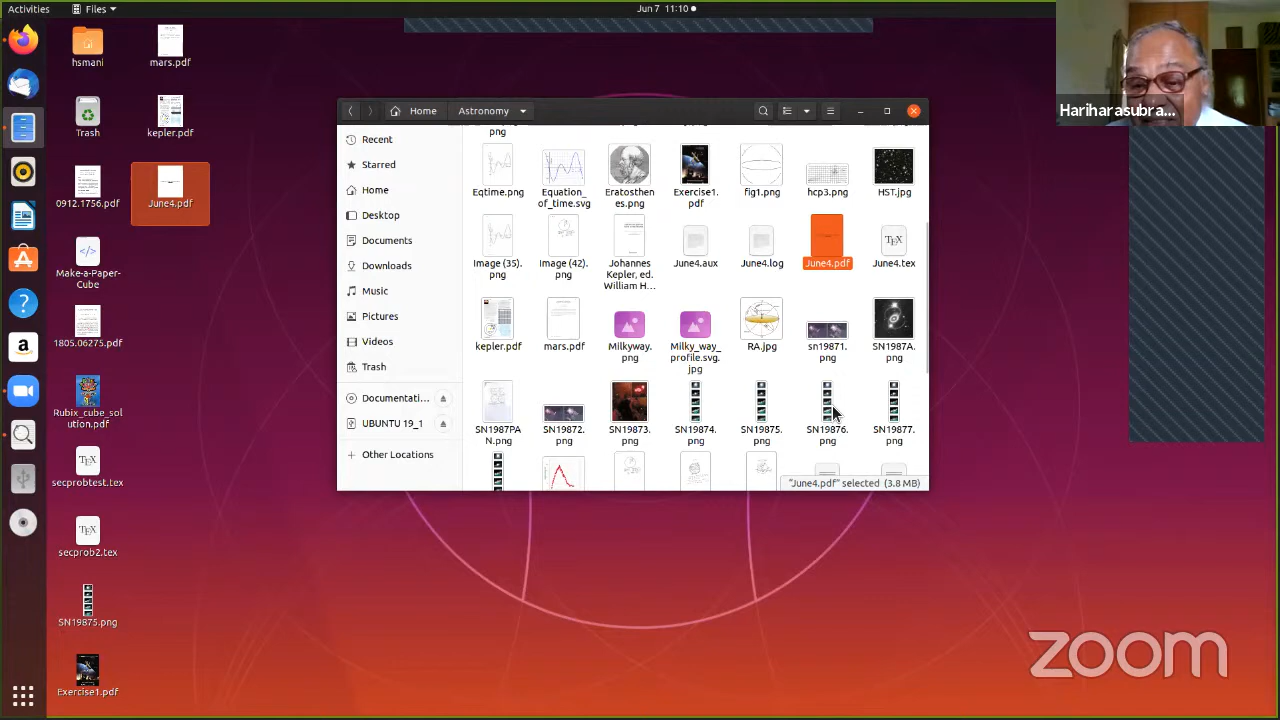 Activities
Files
Jun 7 11:10
hsmani
mars.pdf
Trash
kepler.pdf
0912.1756.pdf
June4.pdf
Make-a-Paper-
Cube
1805.06275.pdf
Rubix_cube_sol
ution.pdf
secprobtest.tex
secprob2.tex
SN19875.png
Exercise1.pdf
Home
Astronomy
Recent
Starred
Home
Desktop
Documents
Downloads
Music
Pictures
Videos
Trash
Documentati...
UBUNTU 19_1
Other Locations
png
Eqtime.png
Equation_
of_time.svg
Eratosthen
es.png
Exercise1.
pdf
fig1.png
hcp3.png
HST.jpg
Image (35).
png
Image (42).
png
Johannes
Kepler, ed.
William H...
June4.aux
June4.log
June4.pdf
June4.tex
kepler.pdf
mars.pdf
Milkyway.
png
Milky_way_
profile.svg.
jpg
RA.jpg
sn19871.
png
SN1987A.
png
SN1987PA
N.png
SN19872.
png
SN19873.
png
SN19874.
png
SN19875.
png
SN19876.
png
SN19877.
png
"June4.pdf" selected (3.8 MB)
Hariharasubra...
zoom